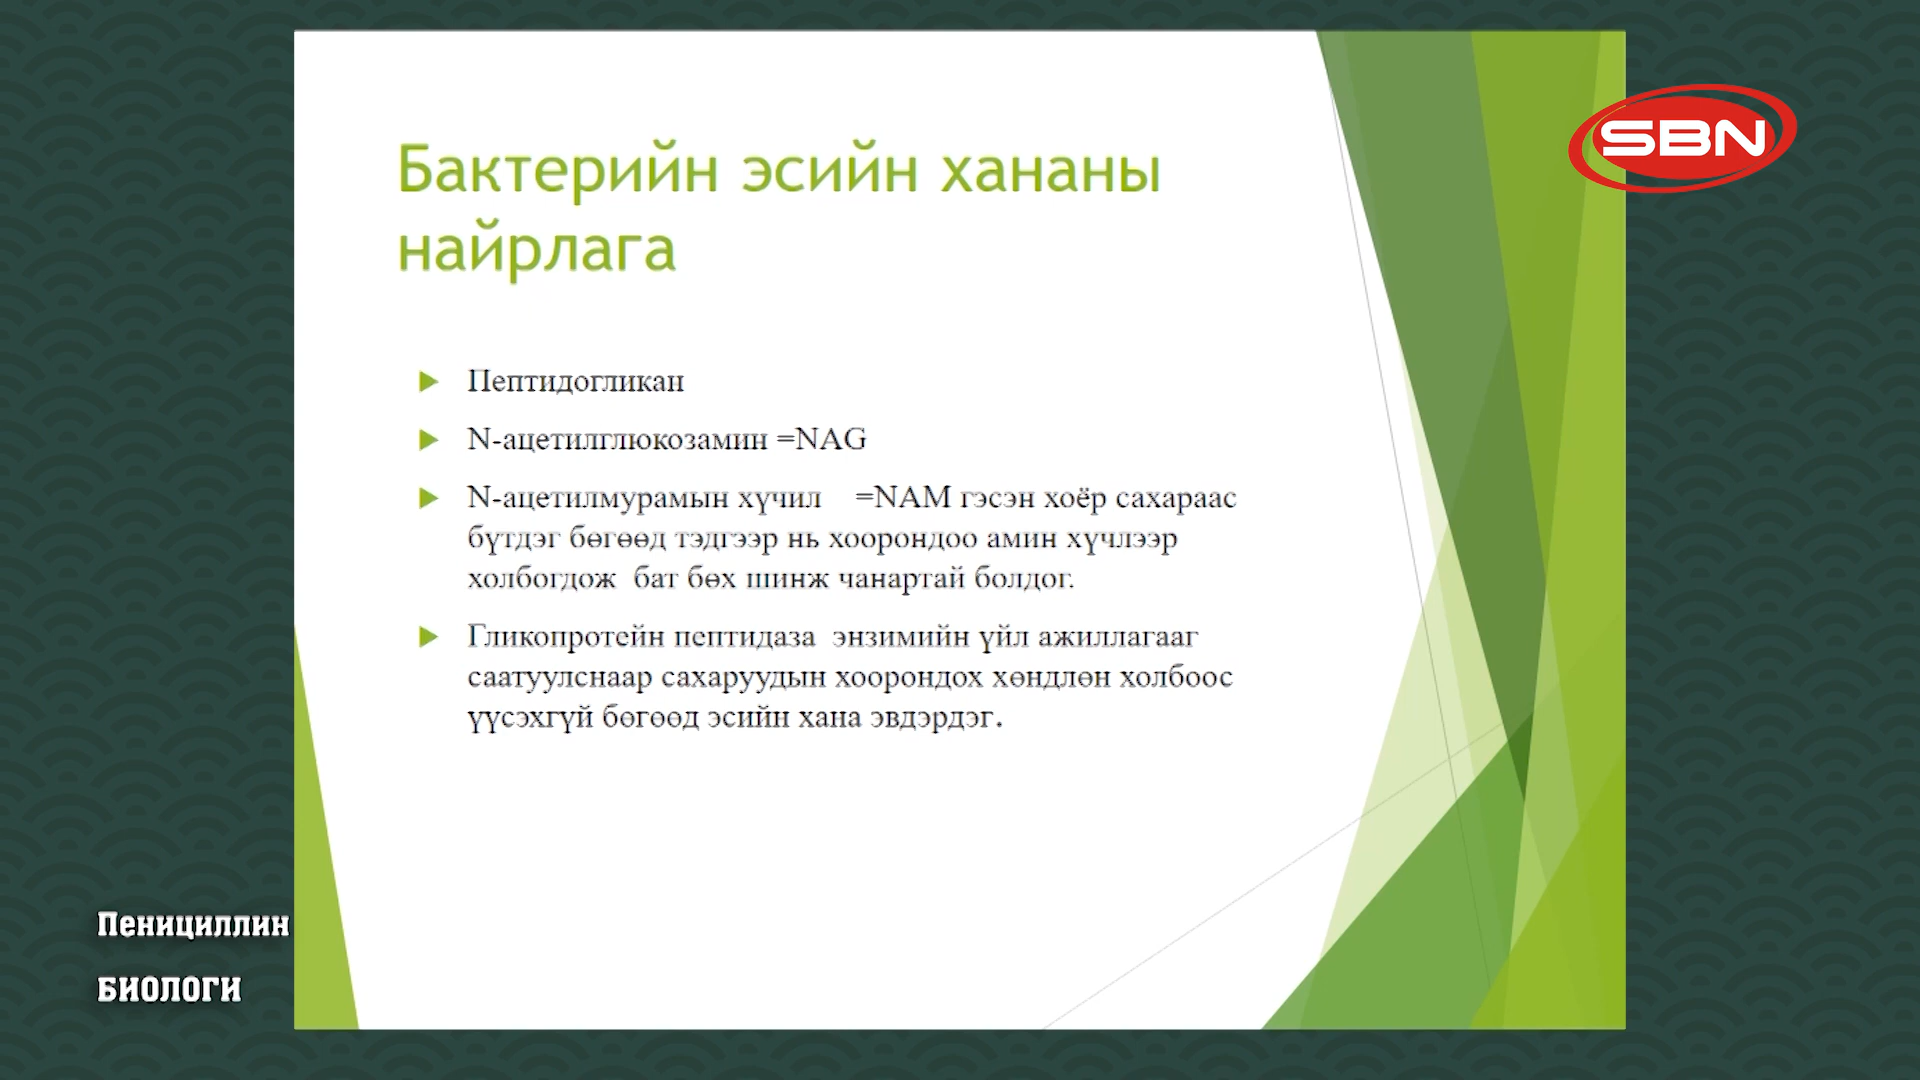 SBN
Бактерийн эсийн хананы
найрлага
Пептидогликан
N-ацетилглюкозамин =NAG
N-ацетилмурамын хүчил =NAM гэсэн хоёр сахараас
бүтдэг бөгөөд тэдгээр нь хоорондоо амин хүчлээр
холбогдож бат бөх шинж чанартай болдог.
Гликопротейн пептидаза энзимийн үйл ажиллагааг
саатуулснаар сахаруудын хоорондох хөндлөн холбоос
үүсэхгүй бөгөөд эсийн хана эвдэрдэг.
Пенициллин
БИОЛОГИ